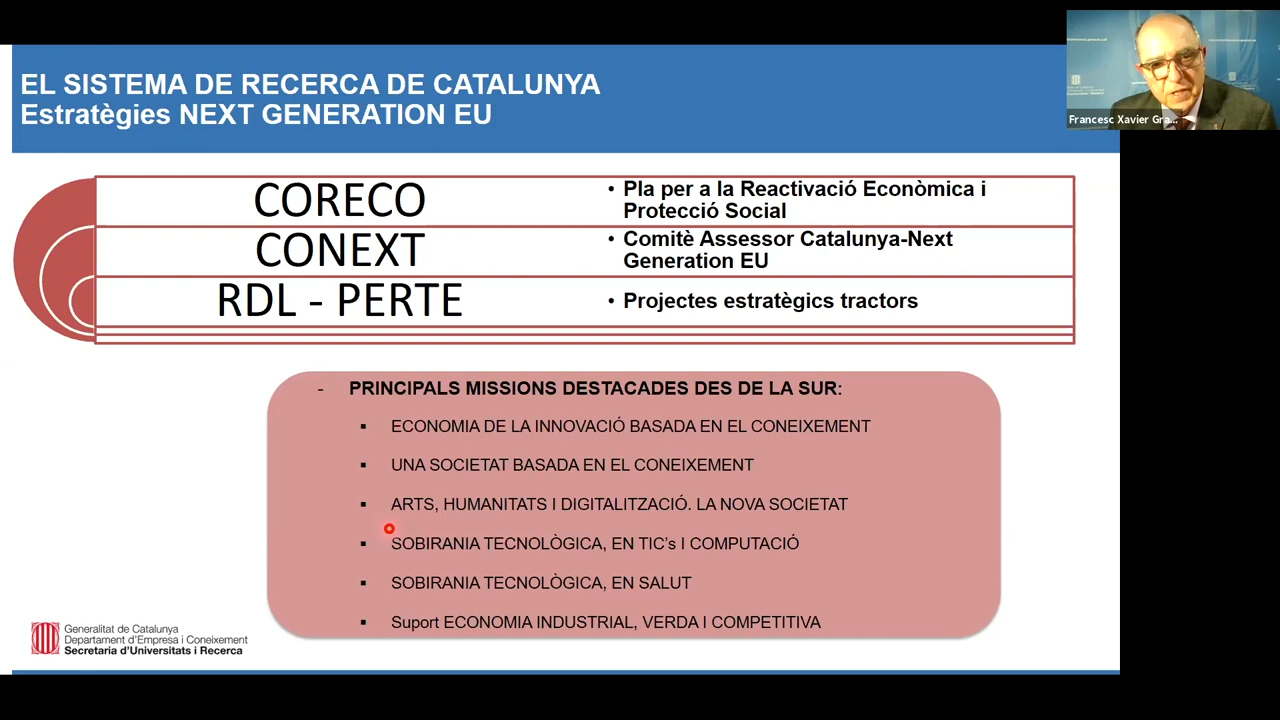 EL SISTEMA DE RECERCA DE CATALUNYA
Estratègies NEXT GENERATION EU
Francesc Xavier Gra...
CORECO
• Pla per a la Reactivació Econòmica i
Protecció Social
CONEXT
• Comitè Assessor Catalunya-Next
Generation EU
RDL - PERTE
• Projectes estratègics tractors
- PRINCIPALS MISSIONS DESTACADES DES DE LA SUR:
▪ ECONOMIA DE LA INNOVACIÓ BASADA EN EL CONEIXEMENT
▪ UNA SOCIETAT BASADA EN EL CONEIXEMENT
▪ ARTS, HUMANITATS I DIGITALITZACIÓ. LA NOVA SOCIETAT
▪ SOBIRANIA TECNOLÒGICA, EN TIC’s I COMPUTACIÓ
▪ SOBIRANIA TECNOLÒGICA, EN SALUT
▪ Suport ECONOMIA INDUSTRIAL, VERDA I COMPETITIVA
Generalitat de Catalunya
Departament d’Empresa i Coneixement
Secretaria d’Universitats i Recerca